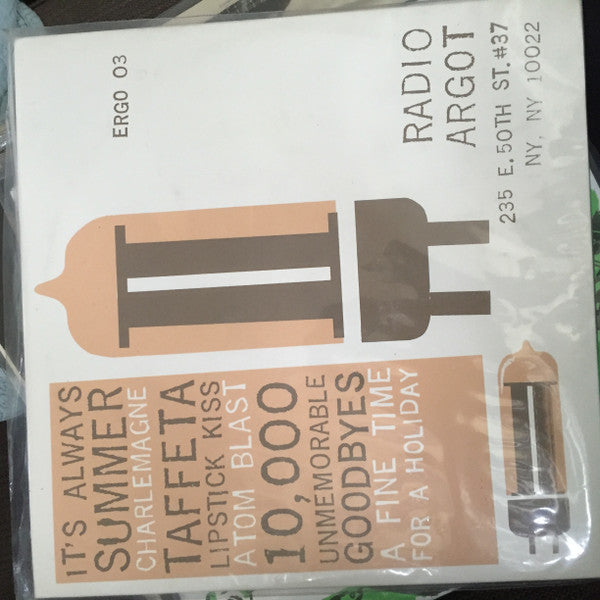 ERGO 03
RADIO
ARGOT
235 E. 50TH ST. #37
NY, NY 10022
IT'S ALWAYS
SUMMER
CHARLEMAGNE
TAFFETA
LIPSTICK KISS
ATOM BLAST
10,000
UNMEMORABLE
GOODBYES
A FINE TIME
FOR A HOLIDAY